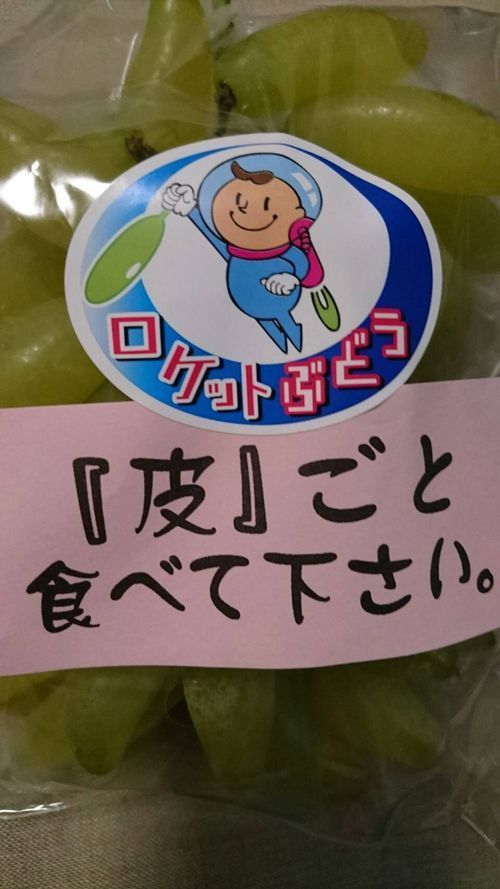 ロケットぶどう
『皮』ごと
食べて下さい。